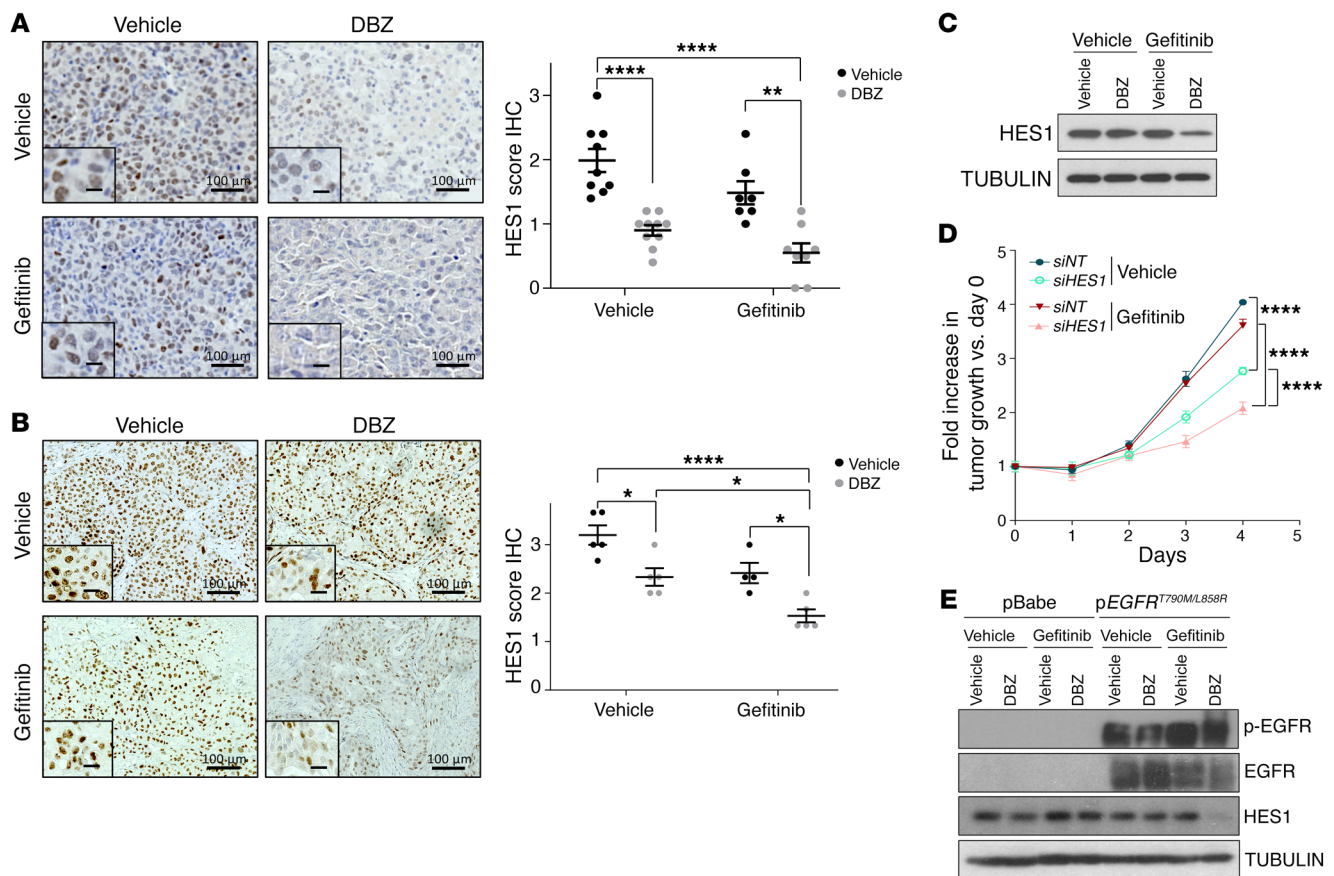 A
Vehicle
DBZ
Vehicle
100 µm
100 µm
Gefitinib
100 µm
100 µm
HES1 score IHC
3
2
1
0
****
****
**
Vehicle
DBZ
Vehicle
Gefitinib
B
Vehicle
DBZ
Vehicle
100 µm
100 µm
Gefitinib
100 µm
100 µm
HES1 score IHC
3
2
1
0
****
*
*
*
Vehicle
DBZ
Vehicle
Gefitinib
C
Vehicle Gefitinib
Vehicle DBZ Vehicle DBZ
HES1
TUBULIN
D
Fold increase in
tumor growth vs. day 0
5
4
3
2
1
0
siNT
siHES1
Vehicle
siNT
siHES1
Gefitinib
****
****
****
0 1 2 3 4 5
Days
E
pBabe pEGFRT790M/L858R
Vehicle Gefitinib Vehicle Gefitinib
Vehicle DBZ Vehicle DBZ Vehicle DBZ Vehicle DBZ
p-EGFR
EGFR
HES1
TUBULIN